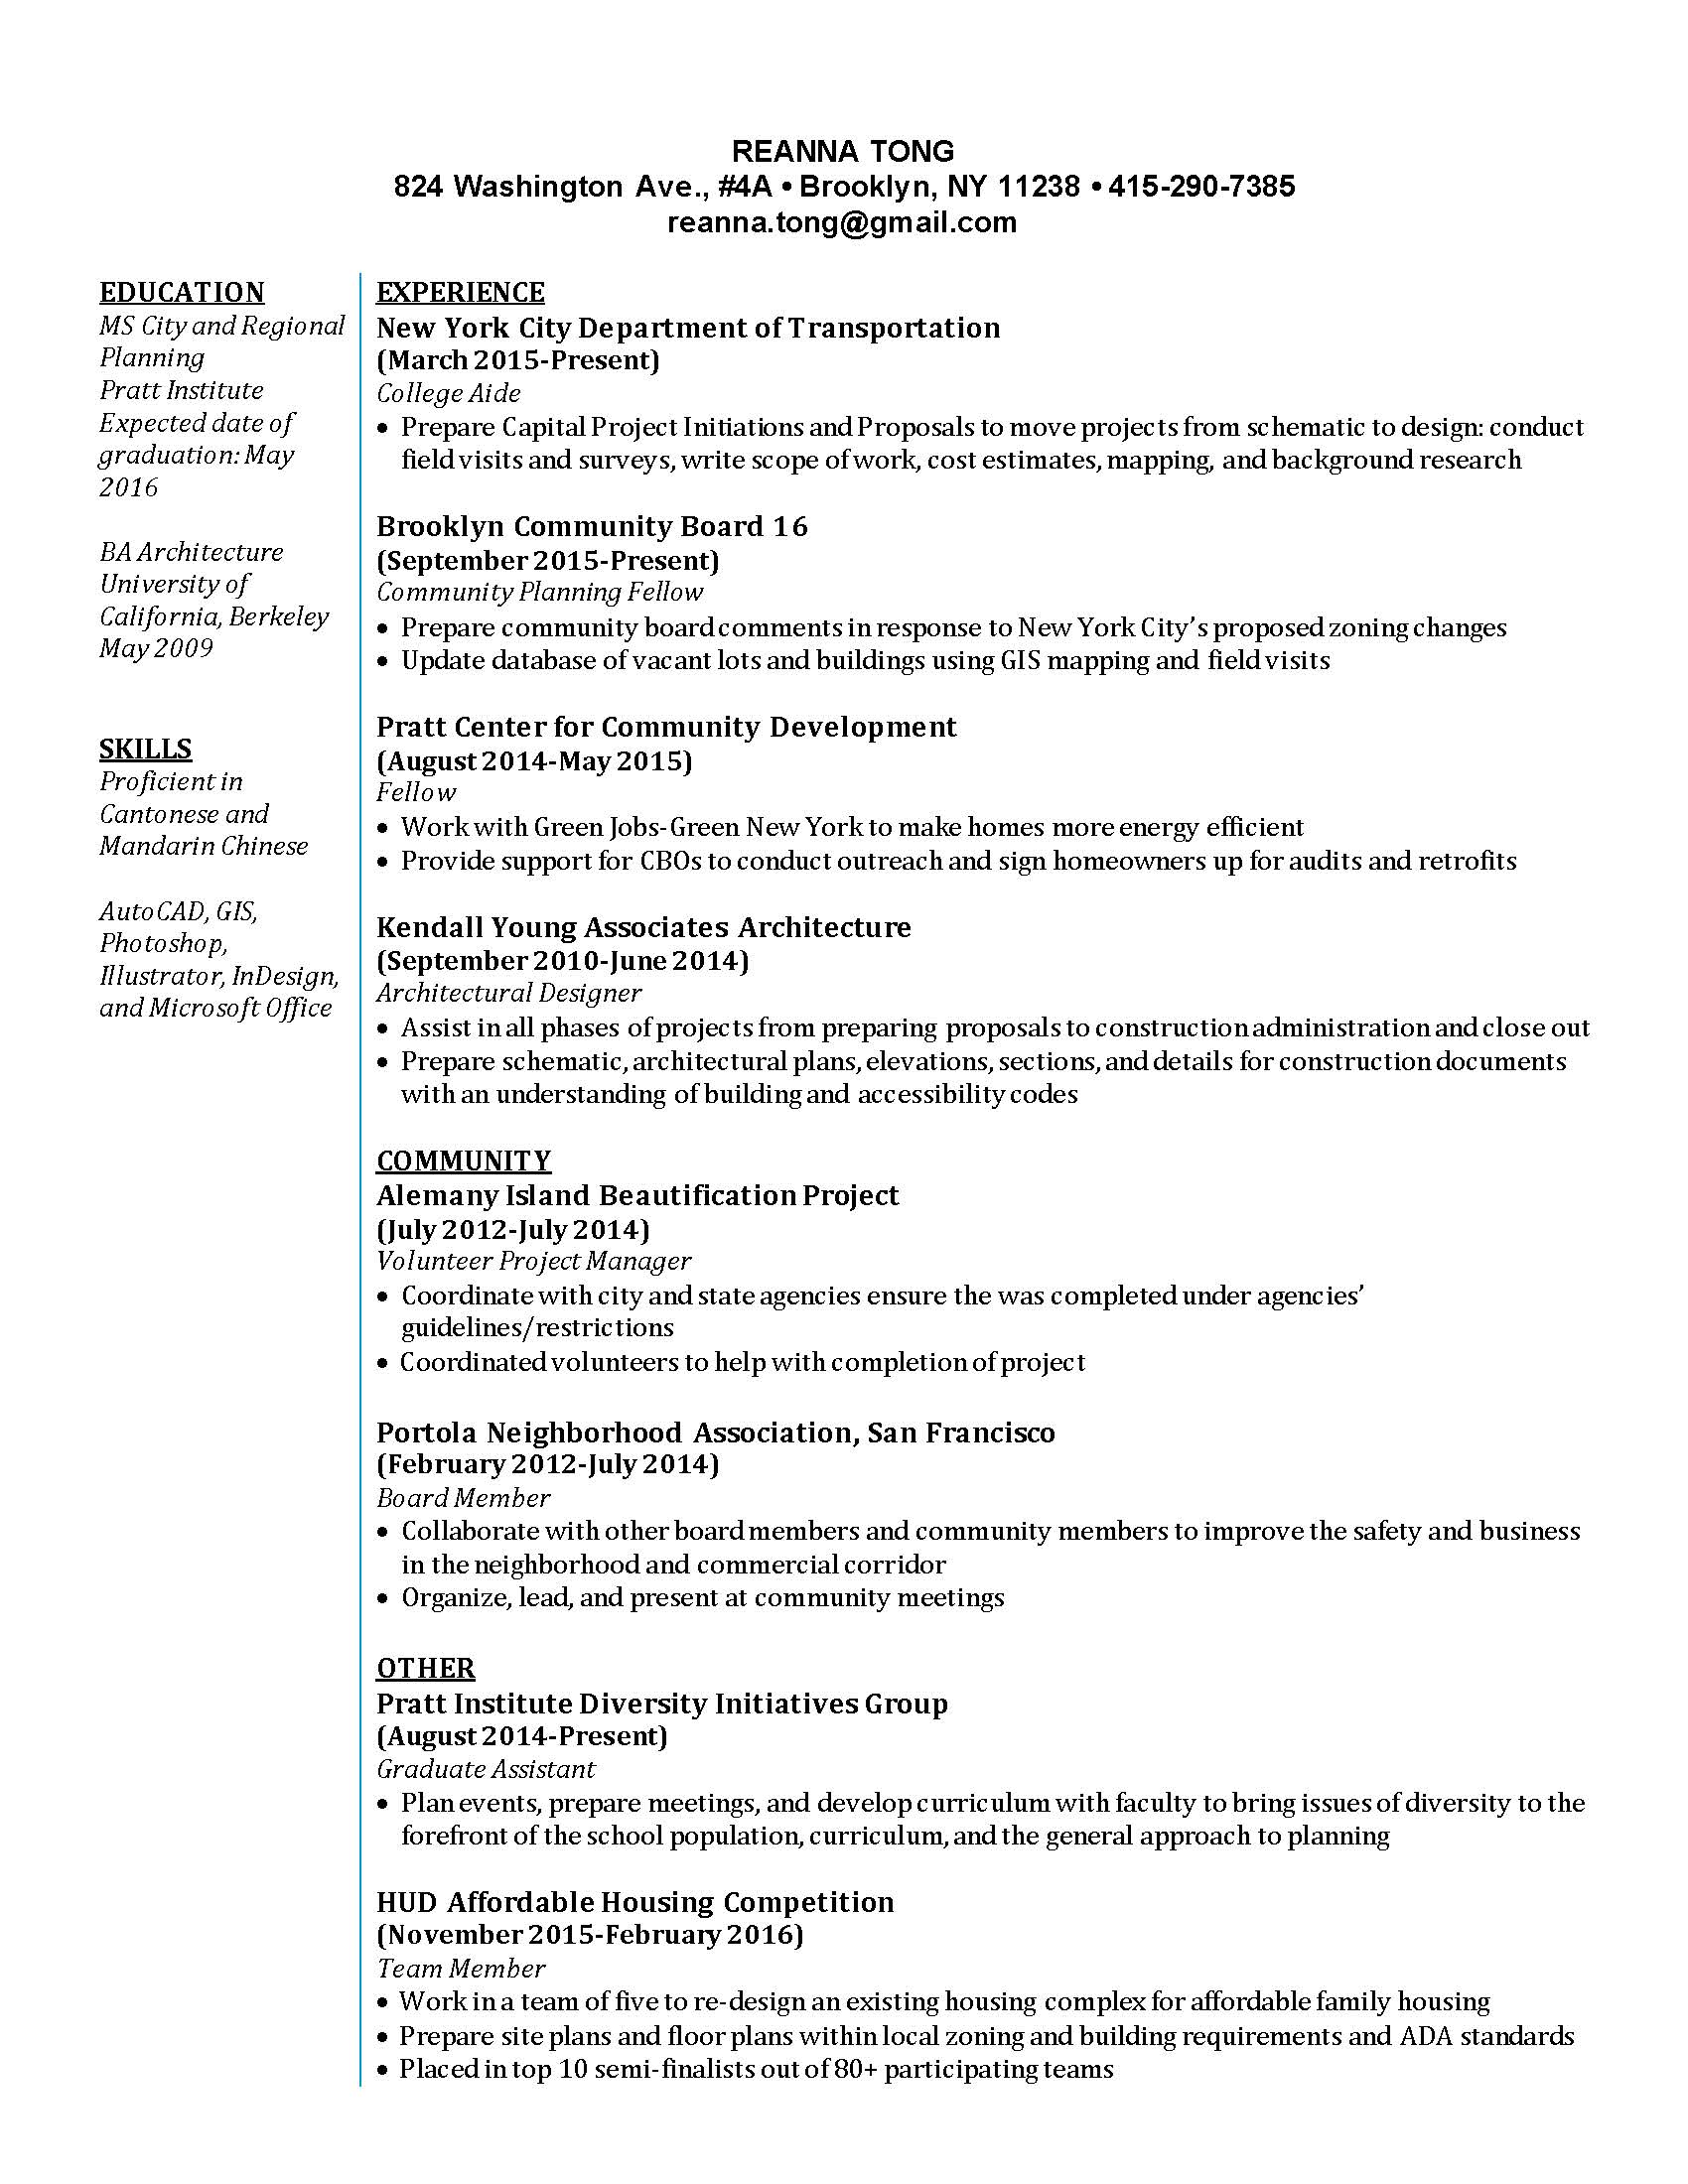 REANNA TONG
824 Washington Ave., #4A • Brooklyn, NY 11238 • 415-290-7385
reanna.tong@gmail.com
EDUCATION
MS City and Regional
Planning
Pratt Institute
Expected date of
graduation: May
2016
BA Architecture
University of
California, Berkeley
May 2009
SKILLS
Proficient in
Cantonese and
Mandarin Chinese
AutoCAD, GIS,
Photoshop,
Illustrator, InDesign,
and Microsoft Office
EXPERIENCE
New York City Department of Transportation
(March 2015-Present)
College Aide
• Prepare Capital Project Initiations and Proposals to move projects from schematic to design: conduct
field visits and surveys, write scope of work, cost estimates, mapping, and background research
Brooklyn Community Board 16
(September 2015-Present)
Community Planning Fellow
• Prepare community board comments in response to New York City’s proposed zoning changes
• Update database of vacant lots and buildings using GIS mapping and field visits
Pratt Center for Community Development
(August 2014-May 2015)
Fellow
• Work with Green Jobs-Green New York to make homes more energy efficient
• Provide support for CBOs to conduct outreach and sign homeowners up for audits and retrofits
Kendall Young Associates Architecture
(September 2010-June 2014)
Architectural Designer
• Assist in all phases of projects from preparing proposals to construction administration and close out
• Prepare schematic, architectural plans, elevations, sections, and details for construction documents
with an understanding of building and accessibility codes
COMMUNITY
Alemany Island Beautification Project
(July 2012-July 2014)
Volunteer Project Manager
• Coordinate with city and state agencies ensure the was completed under agencies’
guidelines/restrictions
• Coordinated volunteers to help with completion of project
Portola Neighborhood Association, San Francisco
(February 2012-July 2014)
Board Member
• Collaborate with other board members and community members to improve the safety and business
in the neighborhood and commercial corridor
• Organize, lead, and present at community meetings
OTHER
Pratt Institute Diversity Initiatives Group
(August 2014-Present)
Graduate Assistant
• Plan events, prepare meetings, and develop curriculum with faculty to bring issues of diversity to the
forefront of the school population, curriculum, and the general approach to planning
HUD Affordable Housing Competition
(November 2015-February 2016)
Team Member
• Work in a team of five to re-design an existing housing complex for affordable family housing
• Prepare site plans and floor plans within local zoning and building requirements and ADA standards
• Placed in top 10 semi-finalists out of 80+ participating teams